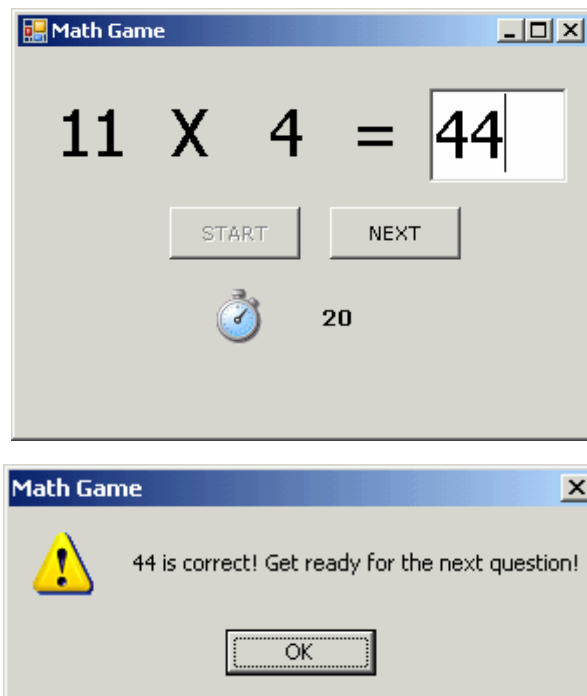 Math Game
11 X 4 = 44
START NEXT
20
Math Game
44 is correct! Get ready for the next question!
OK